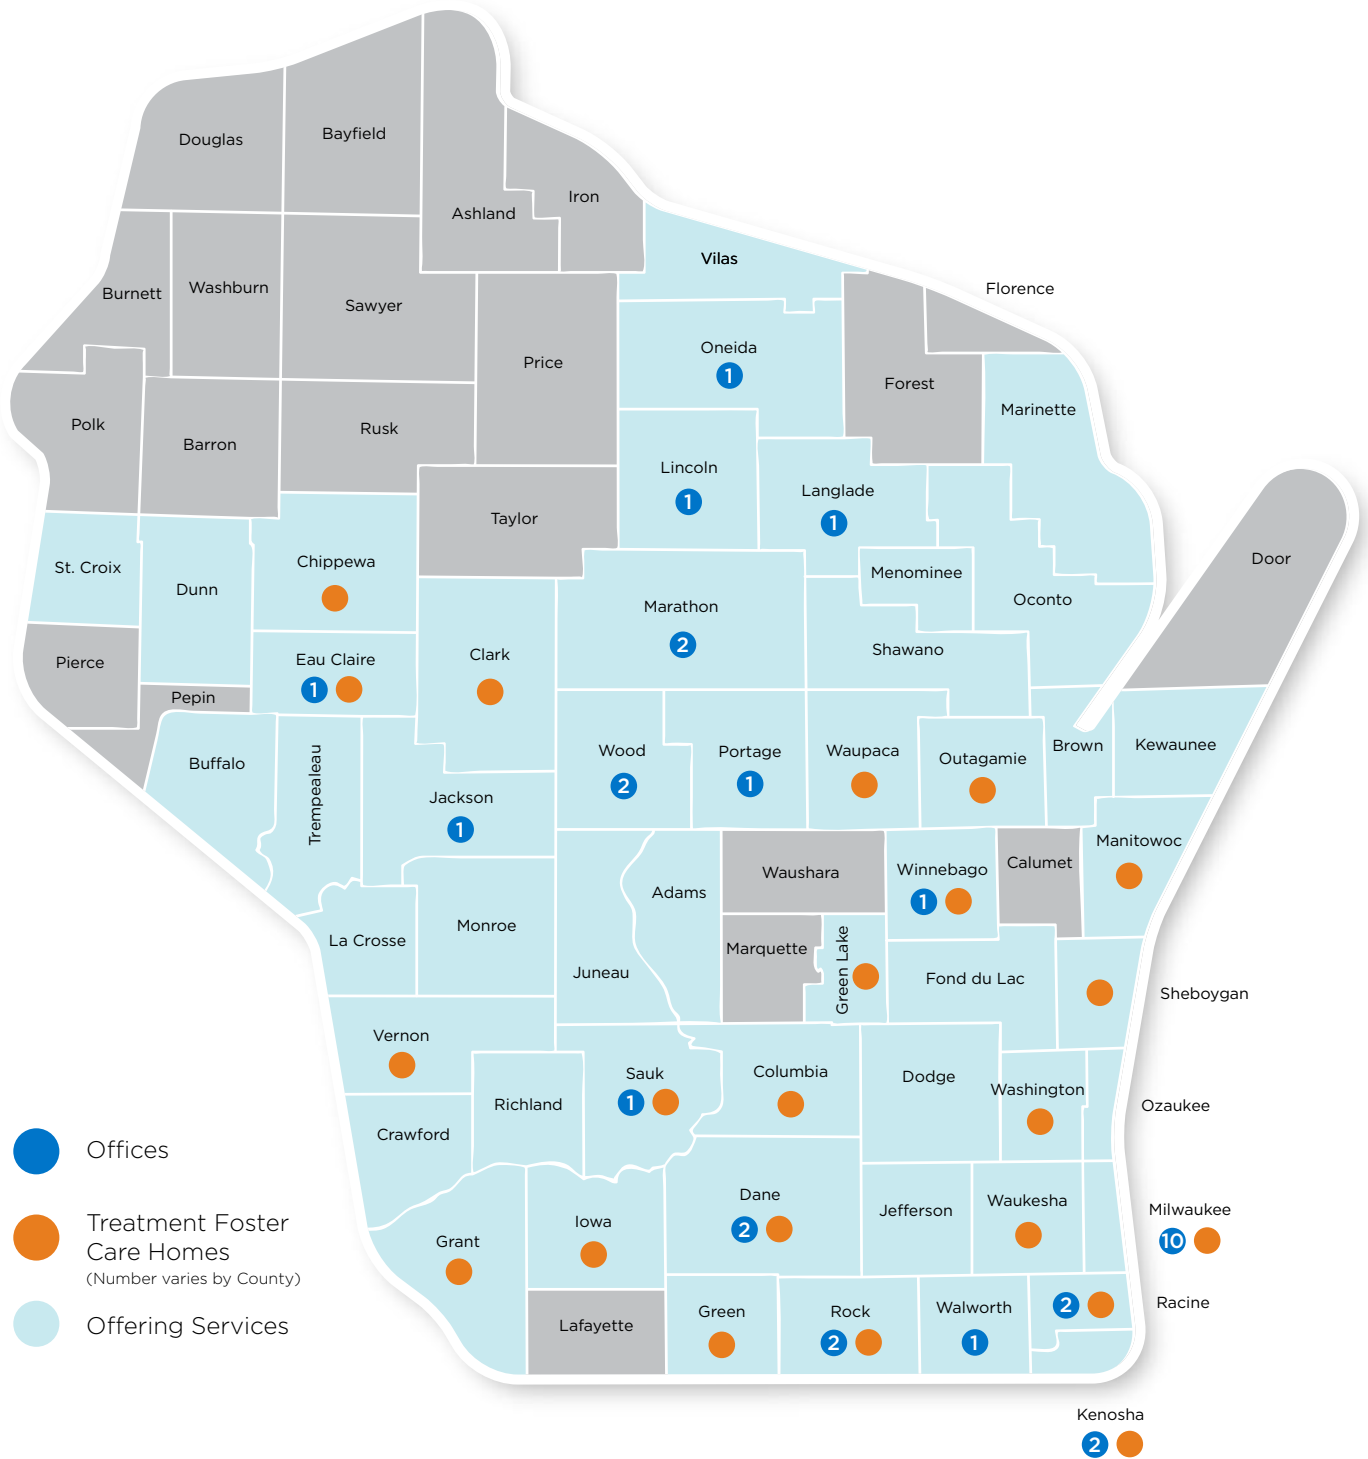 Douglas
Bayfield
Ashland
Iron
Vilas
Burnett
Washburn
Sawyer
Florence
Price
Oneida
1
Forest
Marinette
Polk
Barron
Rusk
Lincoln
1
Langlade
1
Taylor
Door
St. Croix
Dunn
Chippewa
Menominee
Oconto
Marathon
2
Shawano
Pierce
Eau Claire
1
Clark
Pepin
Buffalo
Trempealeau
Wood
2
Portage
1
Waupaca
Outagamie
Brown
Kewaunee
Jackson
1
Manitowoc
Waushara
Winnebago
1
Calumet
Adams
Monroe
La Crosse
Marquette
Green Lake
Juneau
Fond du Lac
Sheboygan
Vernon
Sauk
1
Columbia
Dodge
Washington
Ozaukee
Richland
Crawford
Offices
Treatment Foster
Care Homes
(Number varies by County)
Offering Services
Dane
2
Jefferson
Waukesha
Milwaukee
10
Iowa
Grant
Lafayette
Green
Rock
2
Walworth
1
2
Racine
Kenosha
2